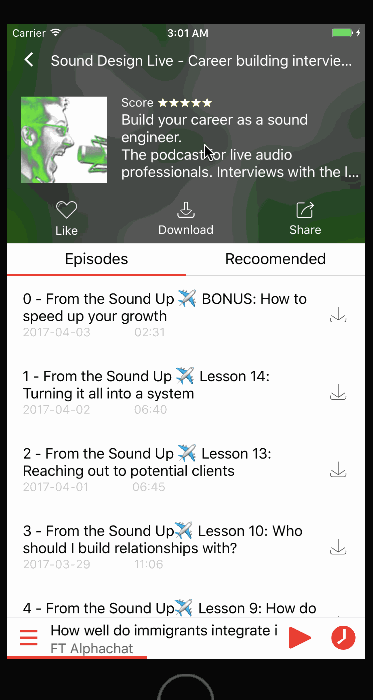 Carrier 3:01 AM
Sound Design Live - Career building intervie...
Score ★★★★★
Build your career as a sound
engineer.
The podcast for live audio
professionals. Interviews with the l...
Like Download Share
Episodes Recoomended
0 - From the Sound Up ✈️ BONUS: How to
speed up your growth
2017-04-03 02:31
1 - From the Sound Up ✈️ Lesson 14:
Turning it all into a system
2017-04-02 06:40
2 - From the Sound Up ✈️ Lesson 13:
Reaching out to potential clients
2017-04-01 06:45
3 - From the Sound Up✈️ Lesson 10: Who
should I build relationships with?
2017-03-29 11:06
4 - From the Sound Up✈️ Lesson 9: How do
How well do immigrants integrate i
FT Alphachat